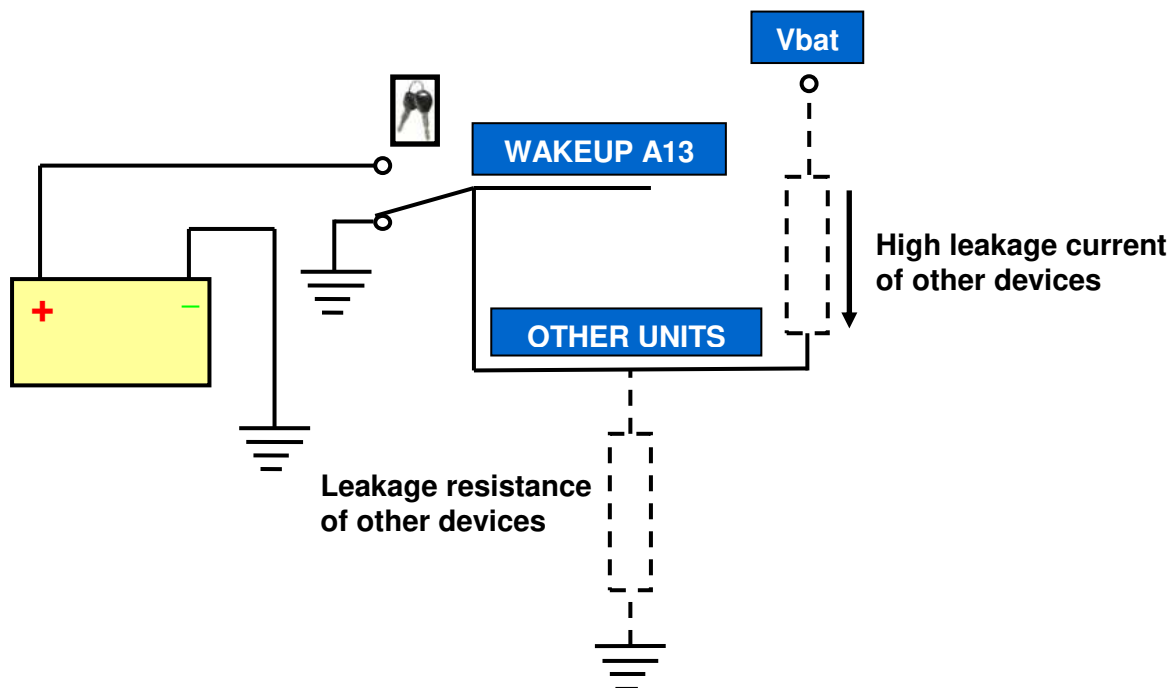 Vbat
WAKEUP A13
High leakage current
of other devices
+
–
OTHER UNITS
Leakage resistance
of other devices